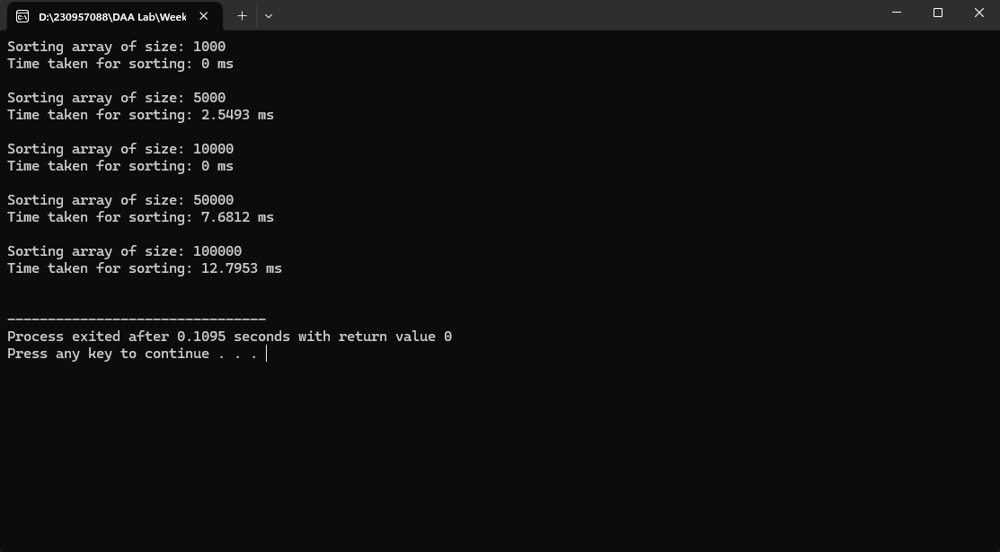 D:\230957088\DAA Lab\Week
Sorting array of size: 1000
Time taken for sorting: 0 ms
Sorting array of size: 5000
Time taken for sorting: 2.5493 ms
Sorting array of size: 10000
Time taken for sorting: 0 ms
Sorting array of size: 50000
Time taken for sorting: 7.6812 ms
Sorting array of size: 100000
Time taken for sorting: 12.7953 ms
--------------------------------
Process exited after 0.1095 seconds with return value 0
Press any key to continue . . .